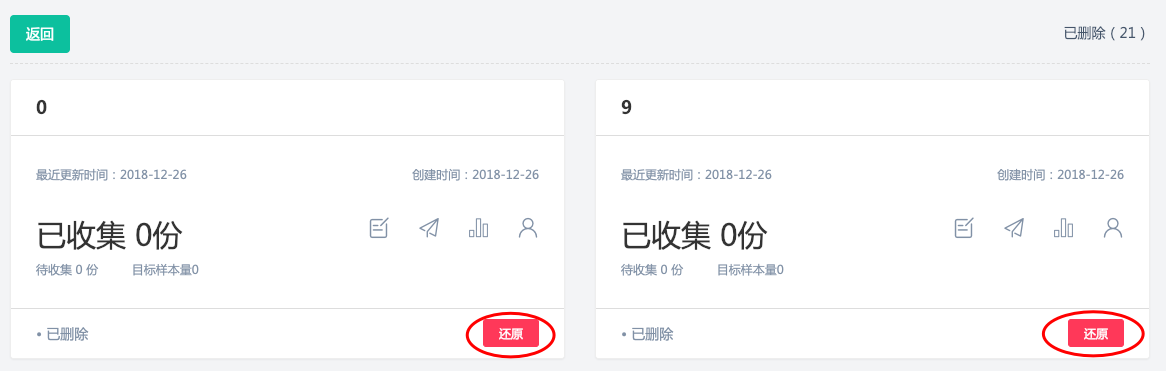 返回
已删除 ( 21 )
0
最近更新时间：2018-12-26
创建时间：2018-12-26
已收集 0份
待收集 0 份
目标样本量0
• 已删除
还原
9
最近更新时间：2018-12-26
创建时间：2018-12-26
已收集 0份
待收集 0 份
目标样本量0
• 已删除
还原